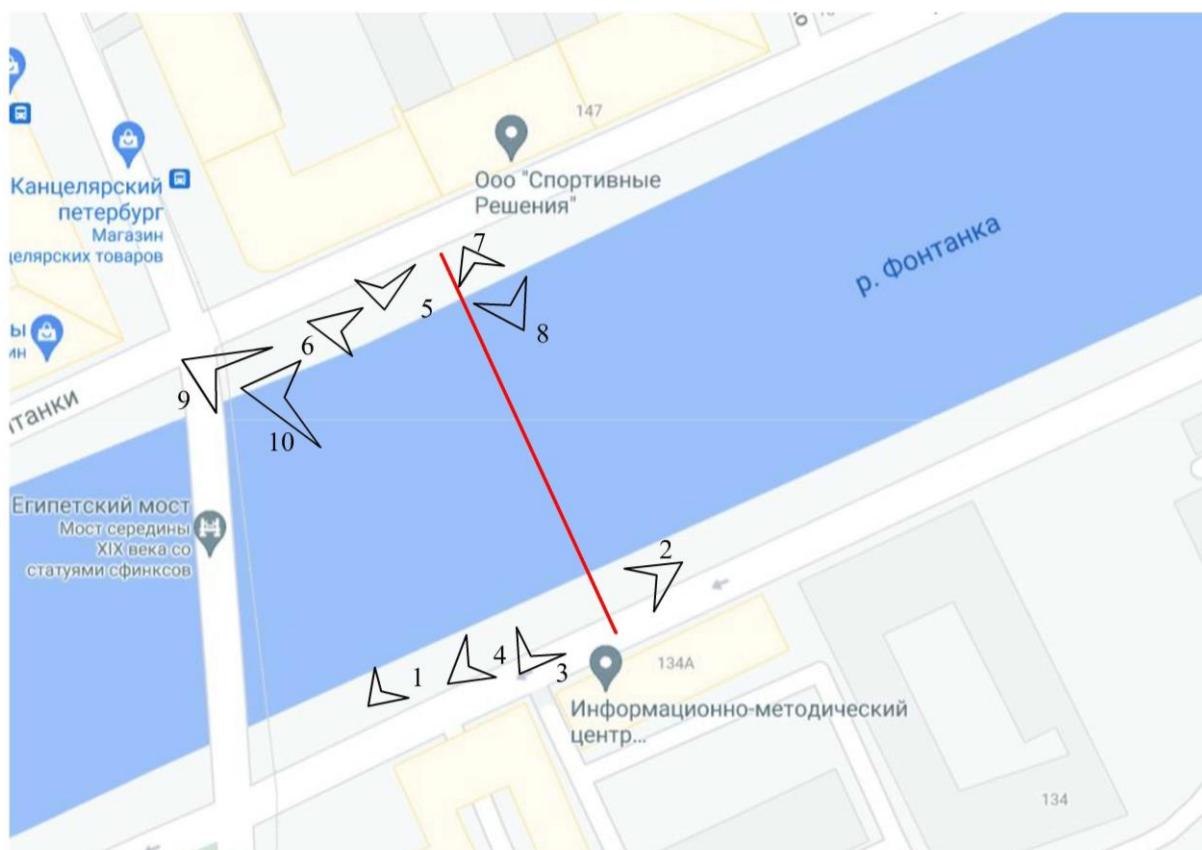 147
Ооо "Спортивные
Решения"
Канцелярский
петербург
Магазин
целярских товаров
р. Фонтанка
7
5
8
6
9
10
нтанки
Египетский мост
Мост середины
XIX века со
статуями сфинксов
2
1
4
3
134А
Информационно-методический
центр...
134